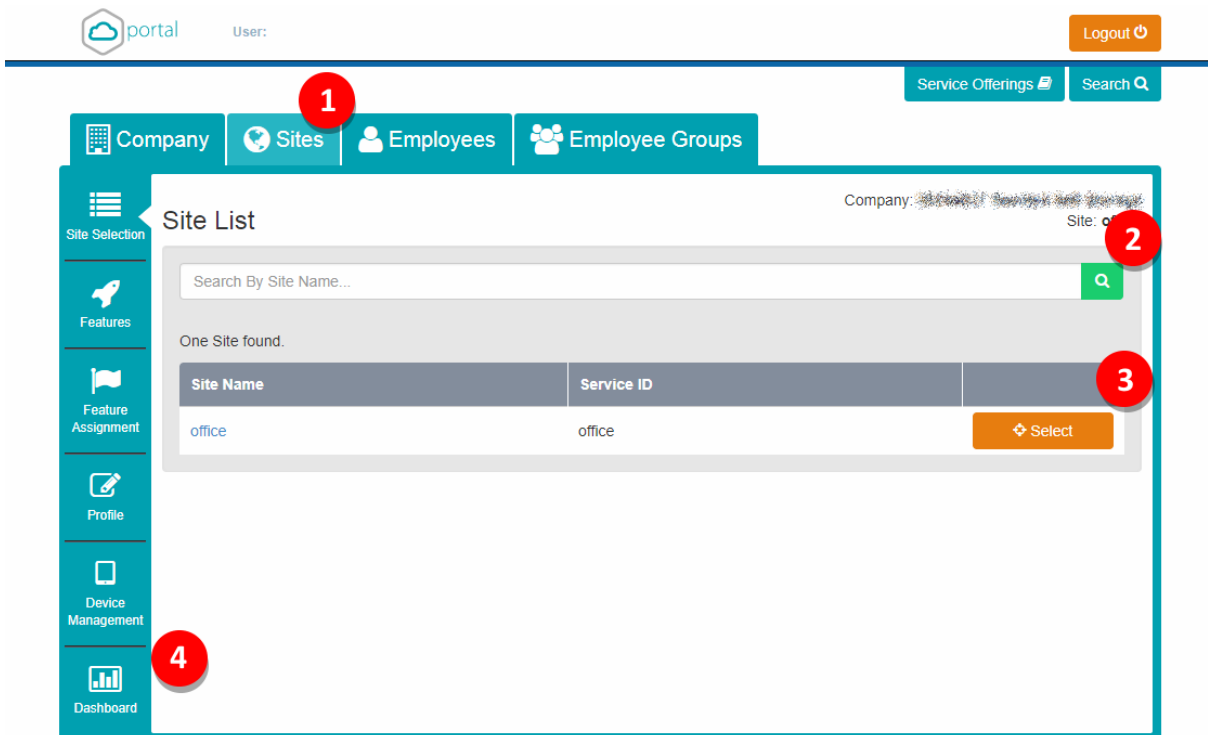 portal
User:
Logout
Service Offerings
Search
1
Company
Sites
Employees
Employee Groups
Site Selection
Features
Feature
Assignment
Profile
Device
Management
Dashboard
4
Company:
Site List
Site:
2
Search By Site Name...
One Site found.
Site Name
Service ID
3
office
office
Select